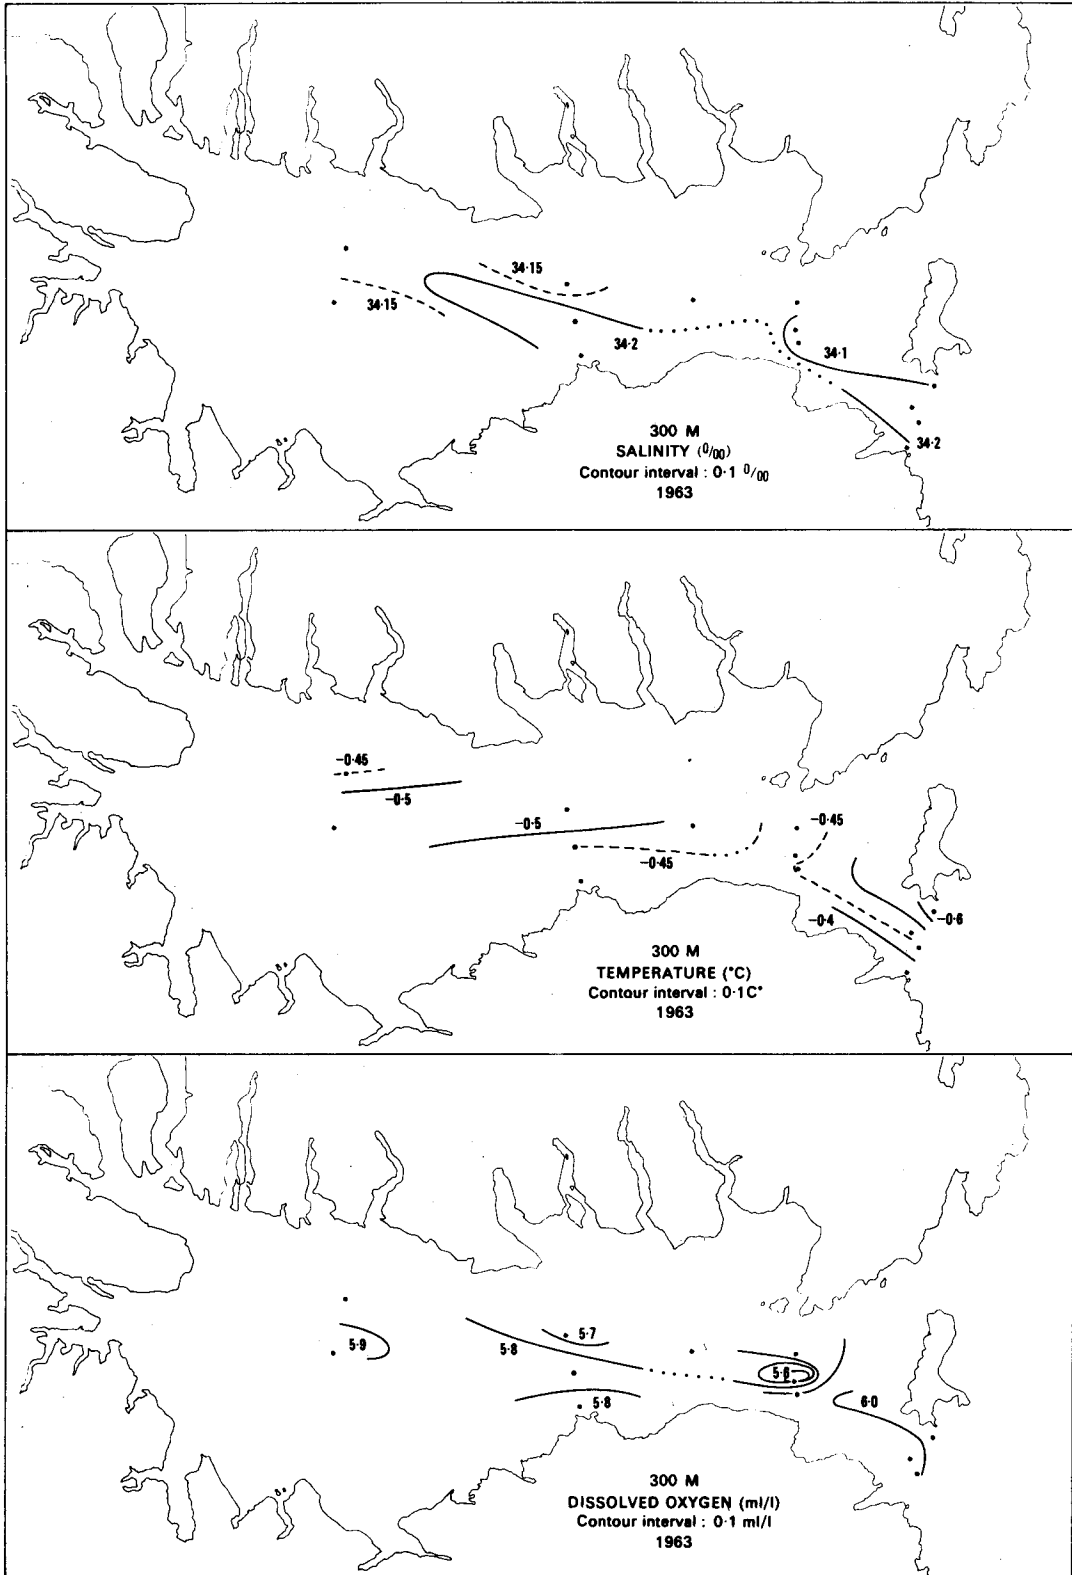 34·15
34·15
34·2
34·1
34·2
300 M
SALINITY (0/00)
Contour interval : 0·1 0/00
1963
-0·45
-0·5
-0·5
-0·45
-0·45
-0·4
-0·6
300 M
TEMPERATURE (°C)
Contour interval : 0·1C°
1963
5·9
5·8
5·7
5·6
5·8
6·0
300 M
DISSOLVED OXYGEN (ml/l)
Contour interval : 0·1 ml/l
1963